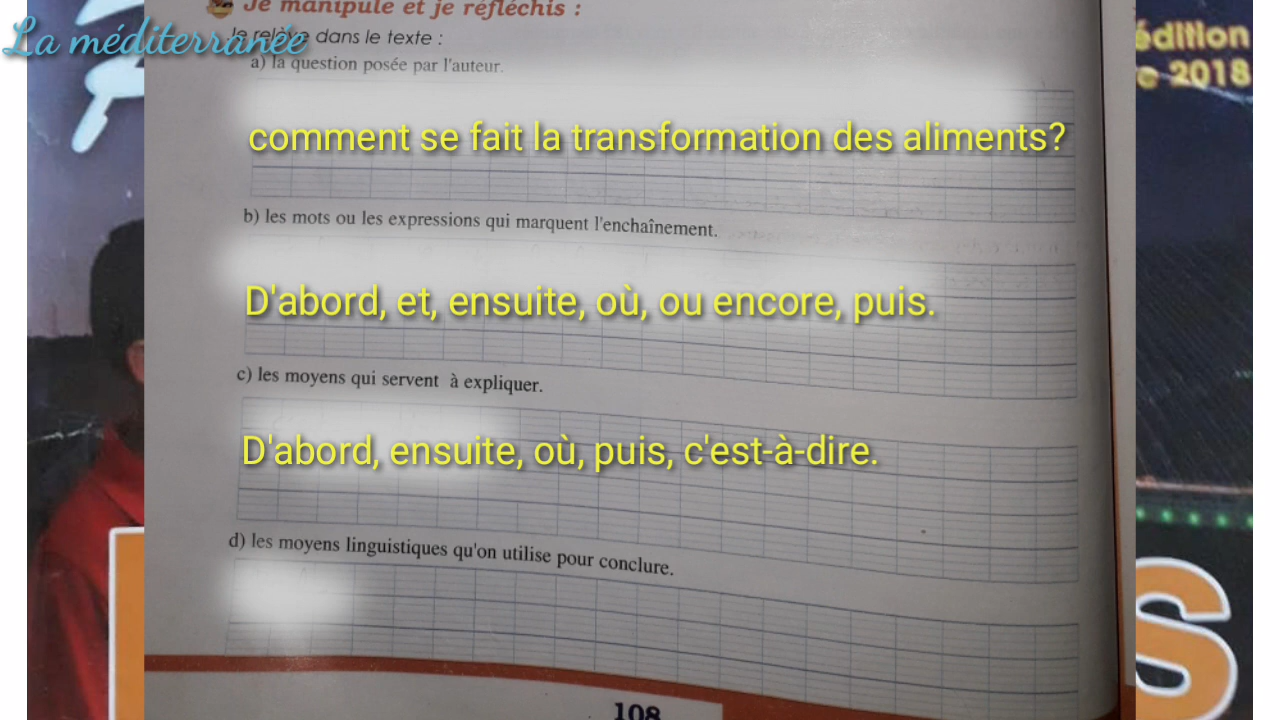 Je manipule et je réfléchis :
La méditerranée
Je relève dans le texte :
a) la question posée par l'auteur.
comment se fait la transformation des aliments?
b) les mots ou les expressions qui marquent l'enchaînement.
D'abord, et, ensuite, où, ou encore, puis.
c) les moyens qui servent à expliquer.
D'abord, ensuite, où, puis, c'est-à-dire.
d) les moyens linguistiques qu'on utilise pour conclure.
108
édition
2018
S